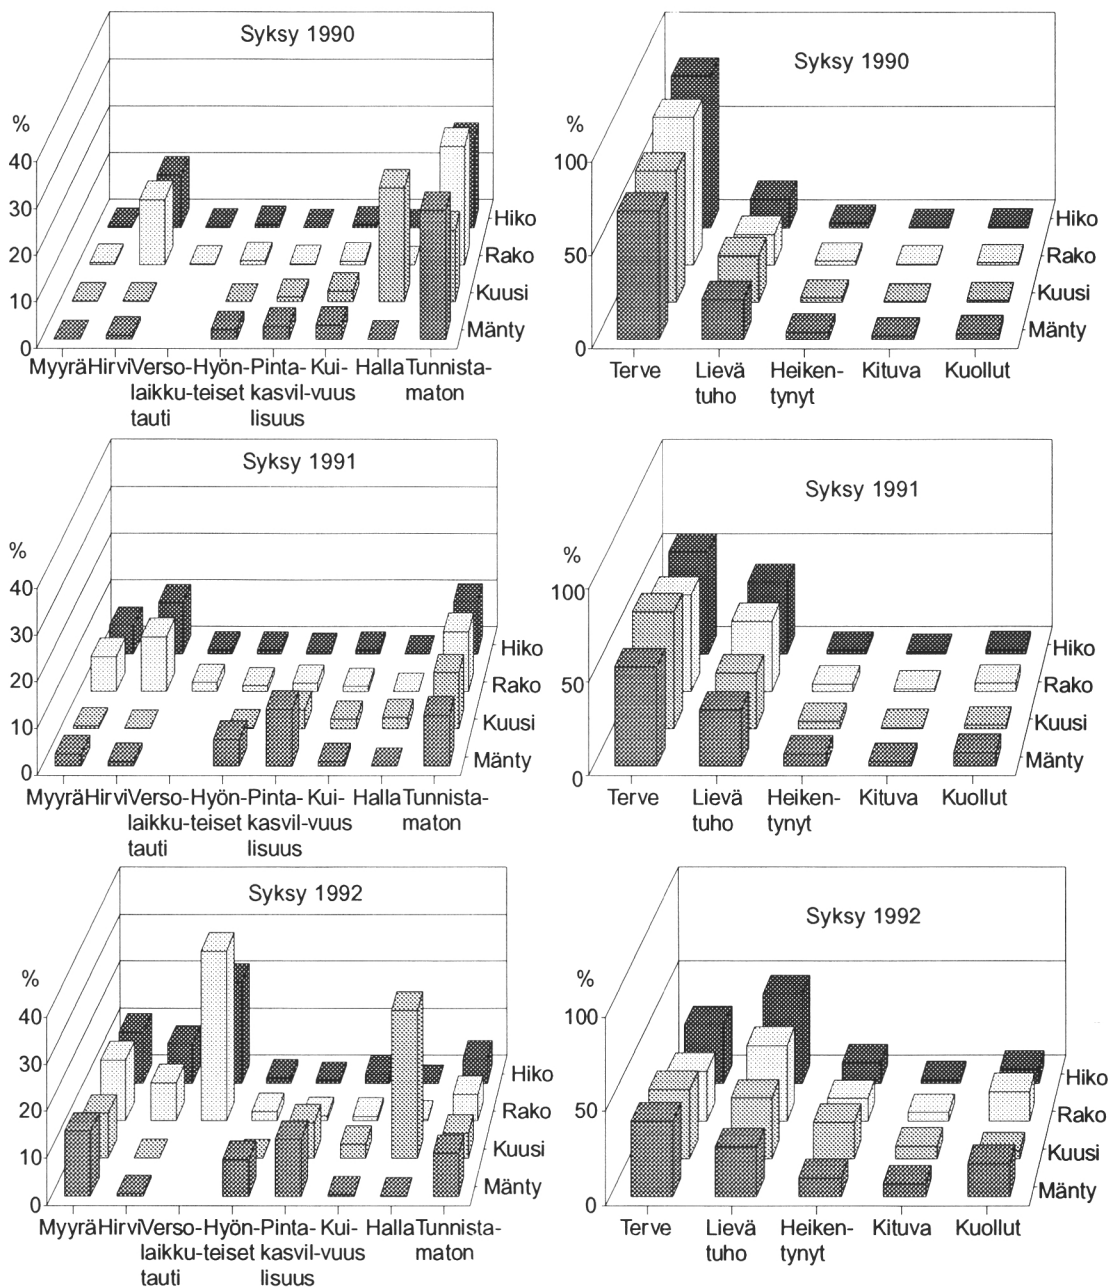 Syksy 1990
%
40
30
20
10
0
Hiko
Rako
Kuusi
Mänty
Myyrä Hirvi Verso- Hyön- Pinta- Kui- Halla Tunnista-
laikku- teiset kasvil- vuus maton
tauti lisuus
Syksy 1990
%
100
50
0
Hiko
Rako
Kuusi
Mänty
Terve Lievä Heiken- Kituva Kuollut
tuho tynyt
Syksy 1991
%
40
30
20
10
0
Hiko
Rako
Kuusi
Mänty
Myyrä Hirvi Verso- Hyön- Pinta- Kui- Halla Tunnista-
laikku- teiset kasvil- vuus maton
tauti lisuus
Syksy 1991
%
100
50
0
Hiko
Rako
Kuusi
Mänty
Terve Lievä Heiken- Kituva Kuollut
tuho tynyt
Syksy 1992
%
40
30
20
10
0
Hiko
Rako
Kuusi
Mänty
Myyrä Hirvi Verso- Hyön- Pinta- Kui- Halla Tunnista-
laikku- teiset kasvil- vuus maton
tauti lisuus
Syksy 1992
%
100
50
0
Hiko
Rako
Kuusi
Mänty
Terve Lievä Heiken- Kituva Kuollut
tuho tynyt